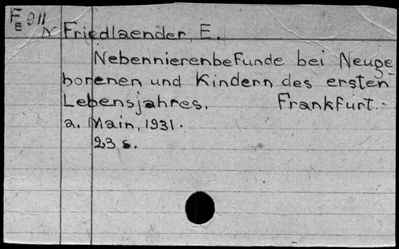 Fe 911 N Friedlaender, E.
Nebennierenbefunde bei Neuge
borenen und Kindern des ersten
Lebensjahres. Frankfurt.-
a. Main, 1931.
23 s.